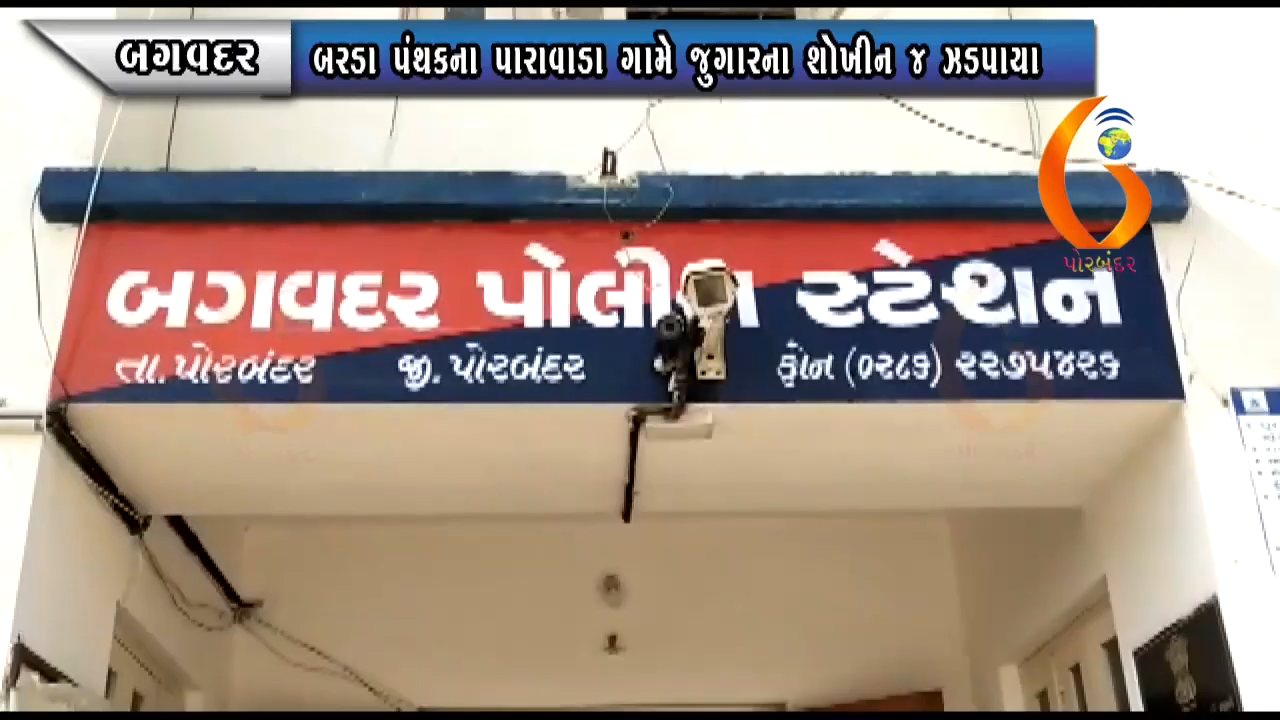 બગવદર
બરડા પંથકના પારાવાડા ગામે જુગારના શોખીન ૪ ઝડપાયા
પોરબંદર
બગવદર પોલીસ સ્ટેશન
તા. પોરબંદર જી. પોરબંદર ફોન (૦૨૮૬) ૨૨૭૫૪૨૬